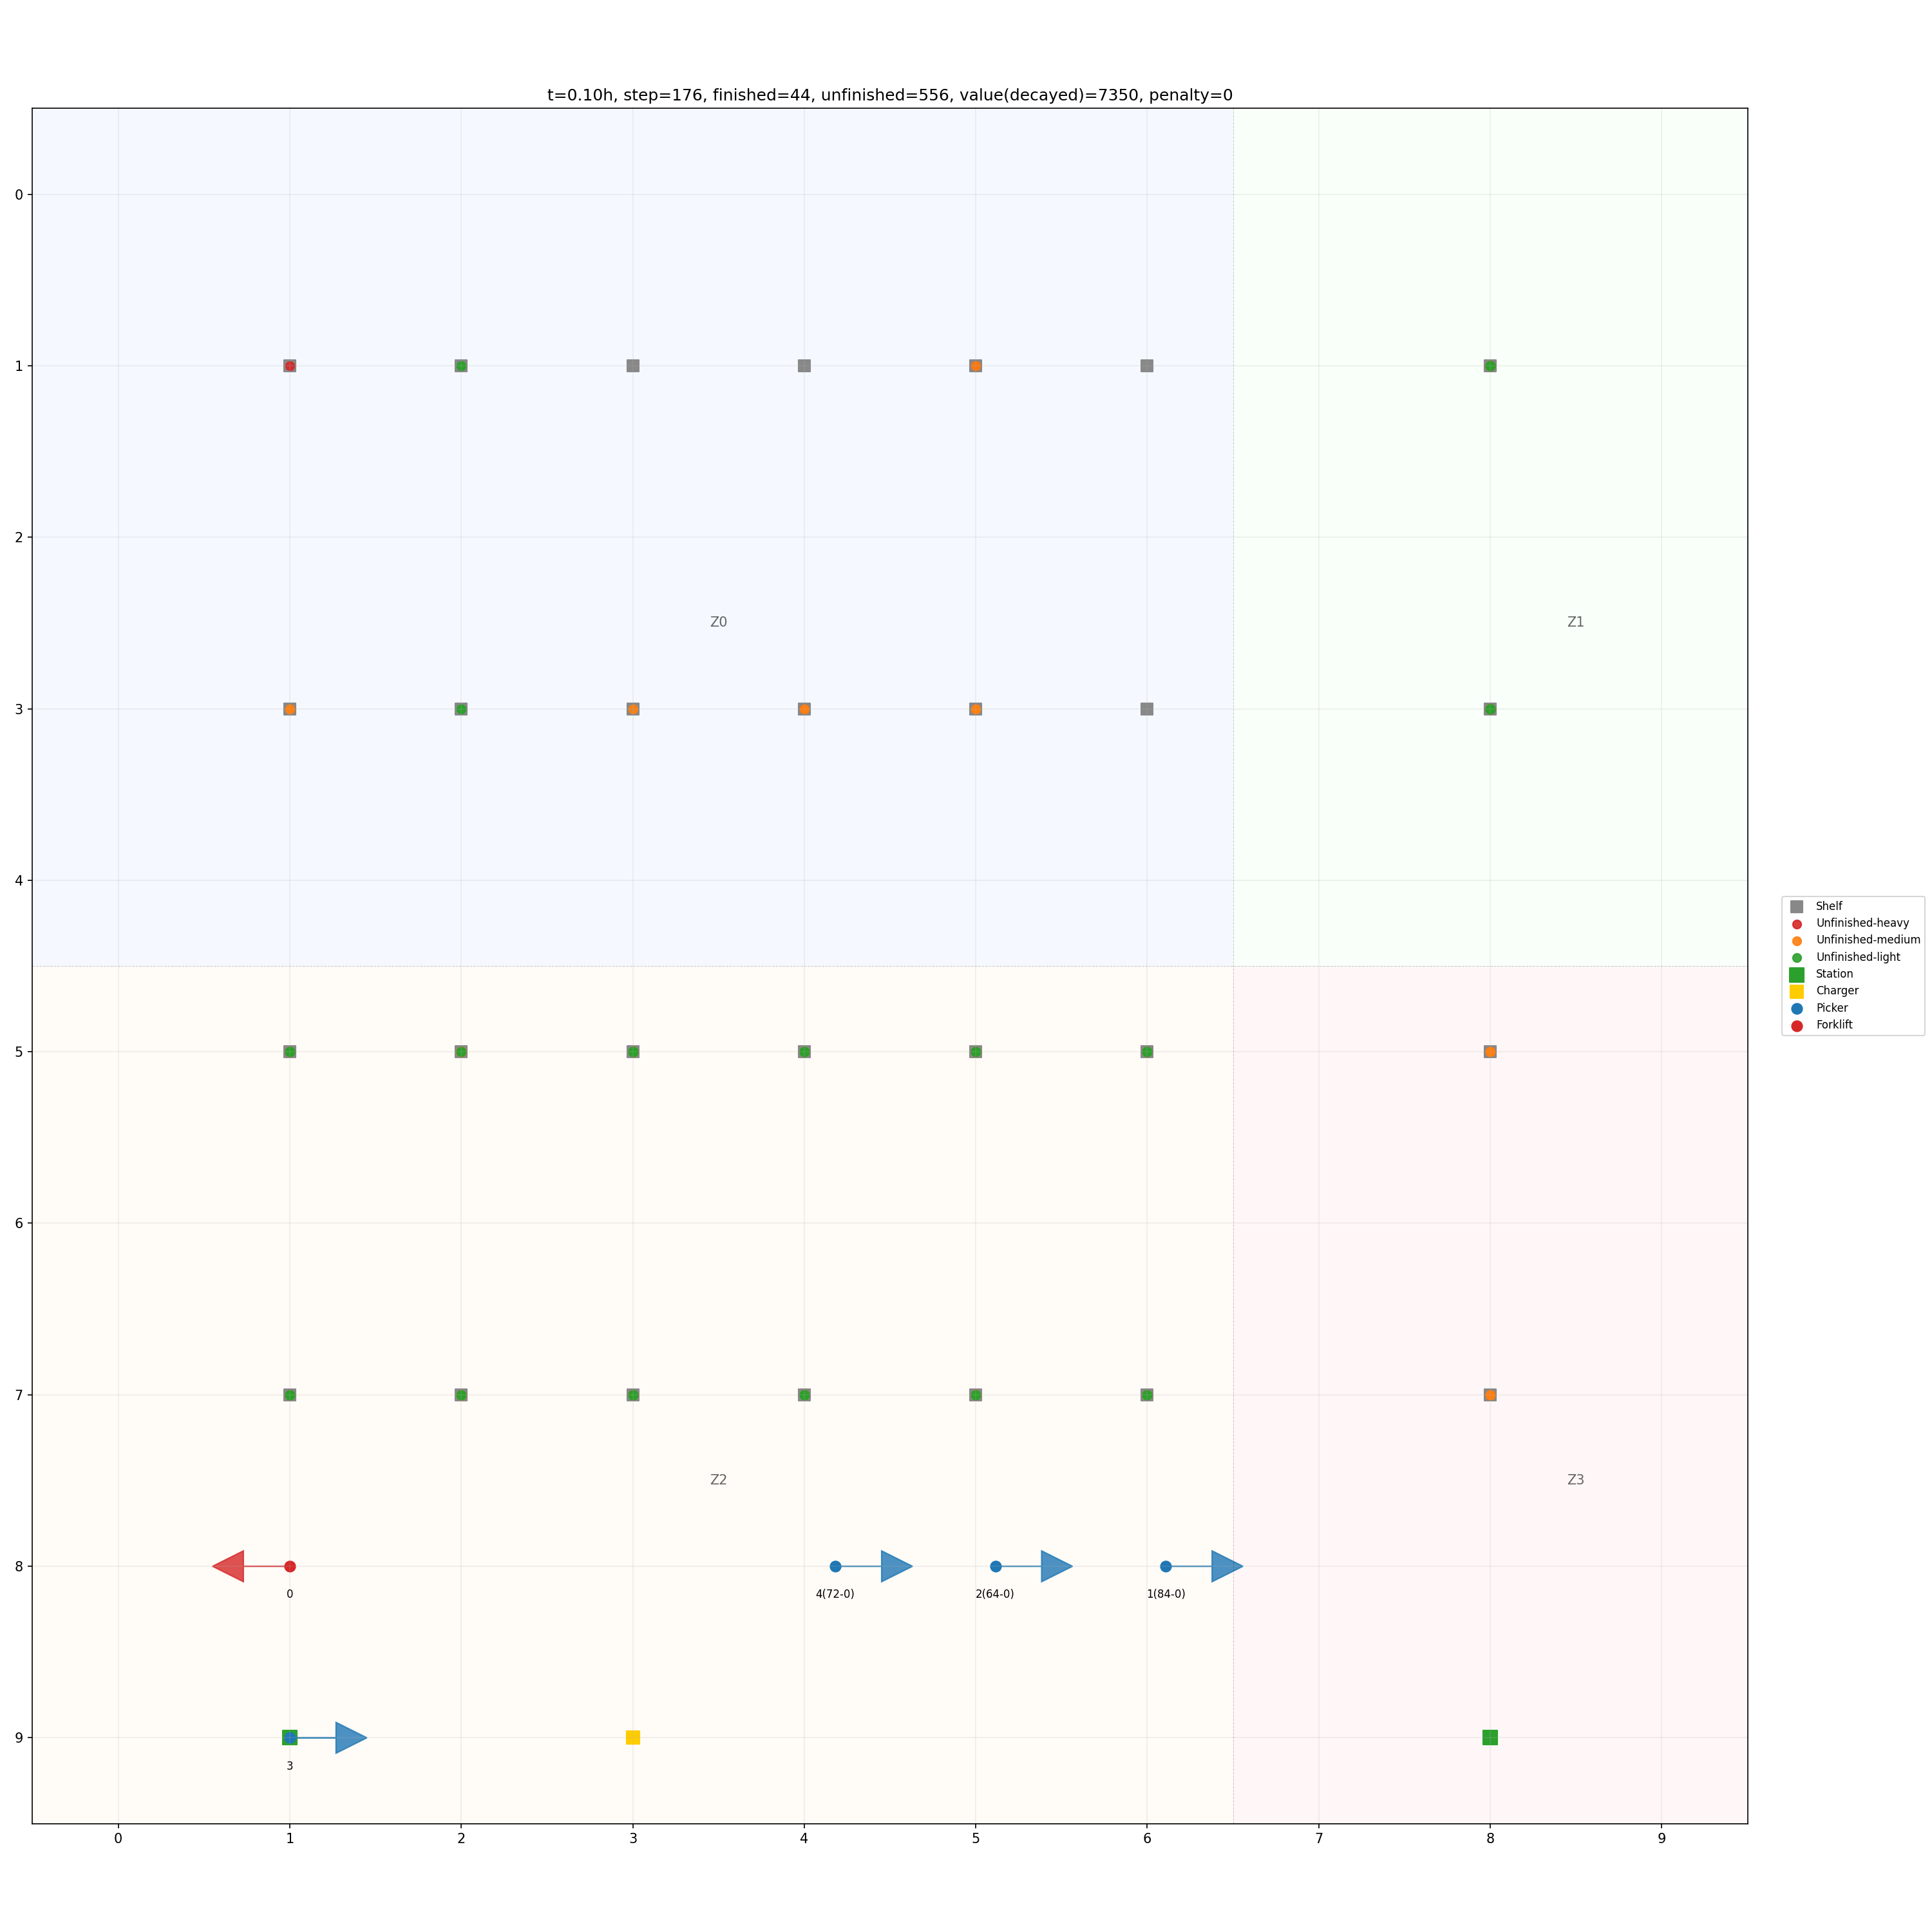 t=0.10h, step=176, finished=44, unfinished=556, value(decayed)=7350, penalty=0
0
1
2
Z0
Z1
3
4
Shelf
Unfinished-heavy
Unfinished-medium
Unfinished-light
Station
Charger
Picker
Forklift
5
6
7
Z2
Z3
8
0
4(72-0)
2(64-0)
1(84-0)
9
3
0 1 2 3 4 5 6 7 8 9